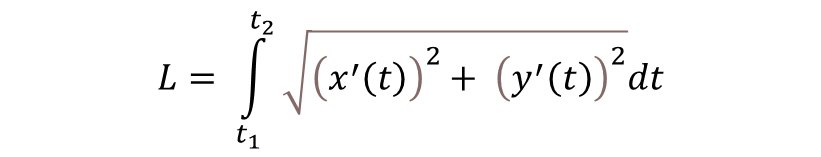 L = ∫_{t₁}^{t₂} √((x′(t))² + (y′(t))²) dt